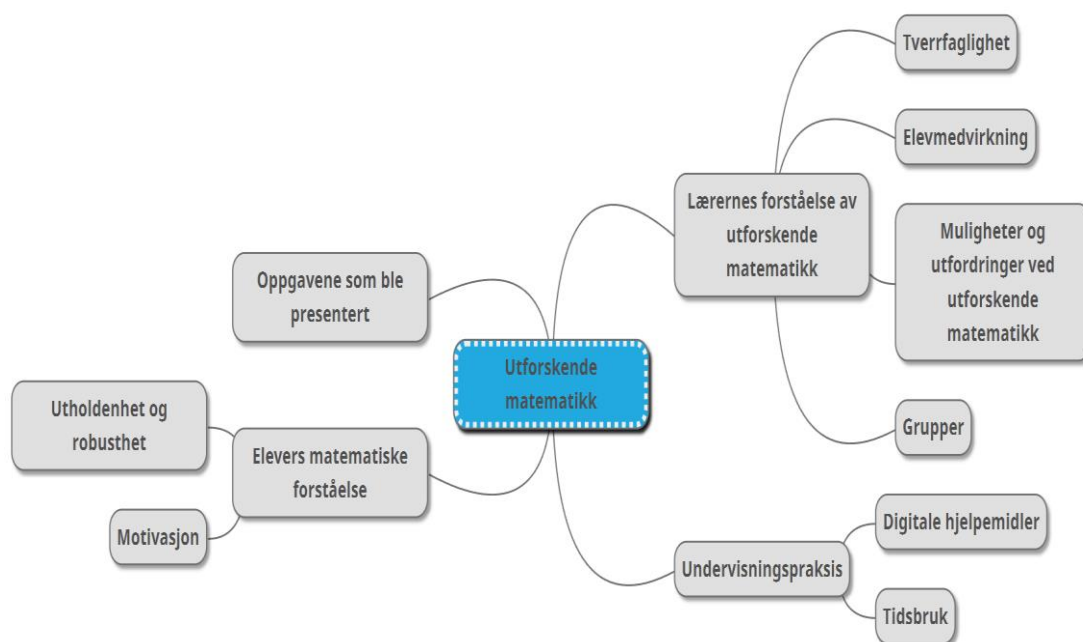 Tverrfaglighet
Elevmedvirkning
Lærernes forståelse av
utforskende
matematikk
Muligheter og
utfordringer ved
utforskende
matematikk
Grupper
Oppgavene som ble
presentert
Utforskende
matematikk
Utholdenhet og
robusthet
Elevers matematiske
forståelse
Motivasjon
Undervisningspraksis
Digitale hjelpemidler
Tidsbruk